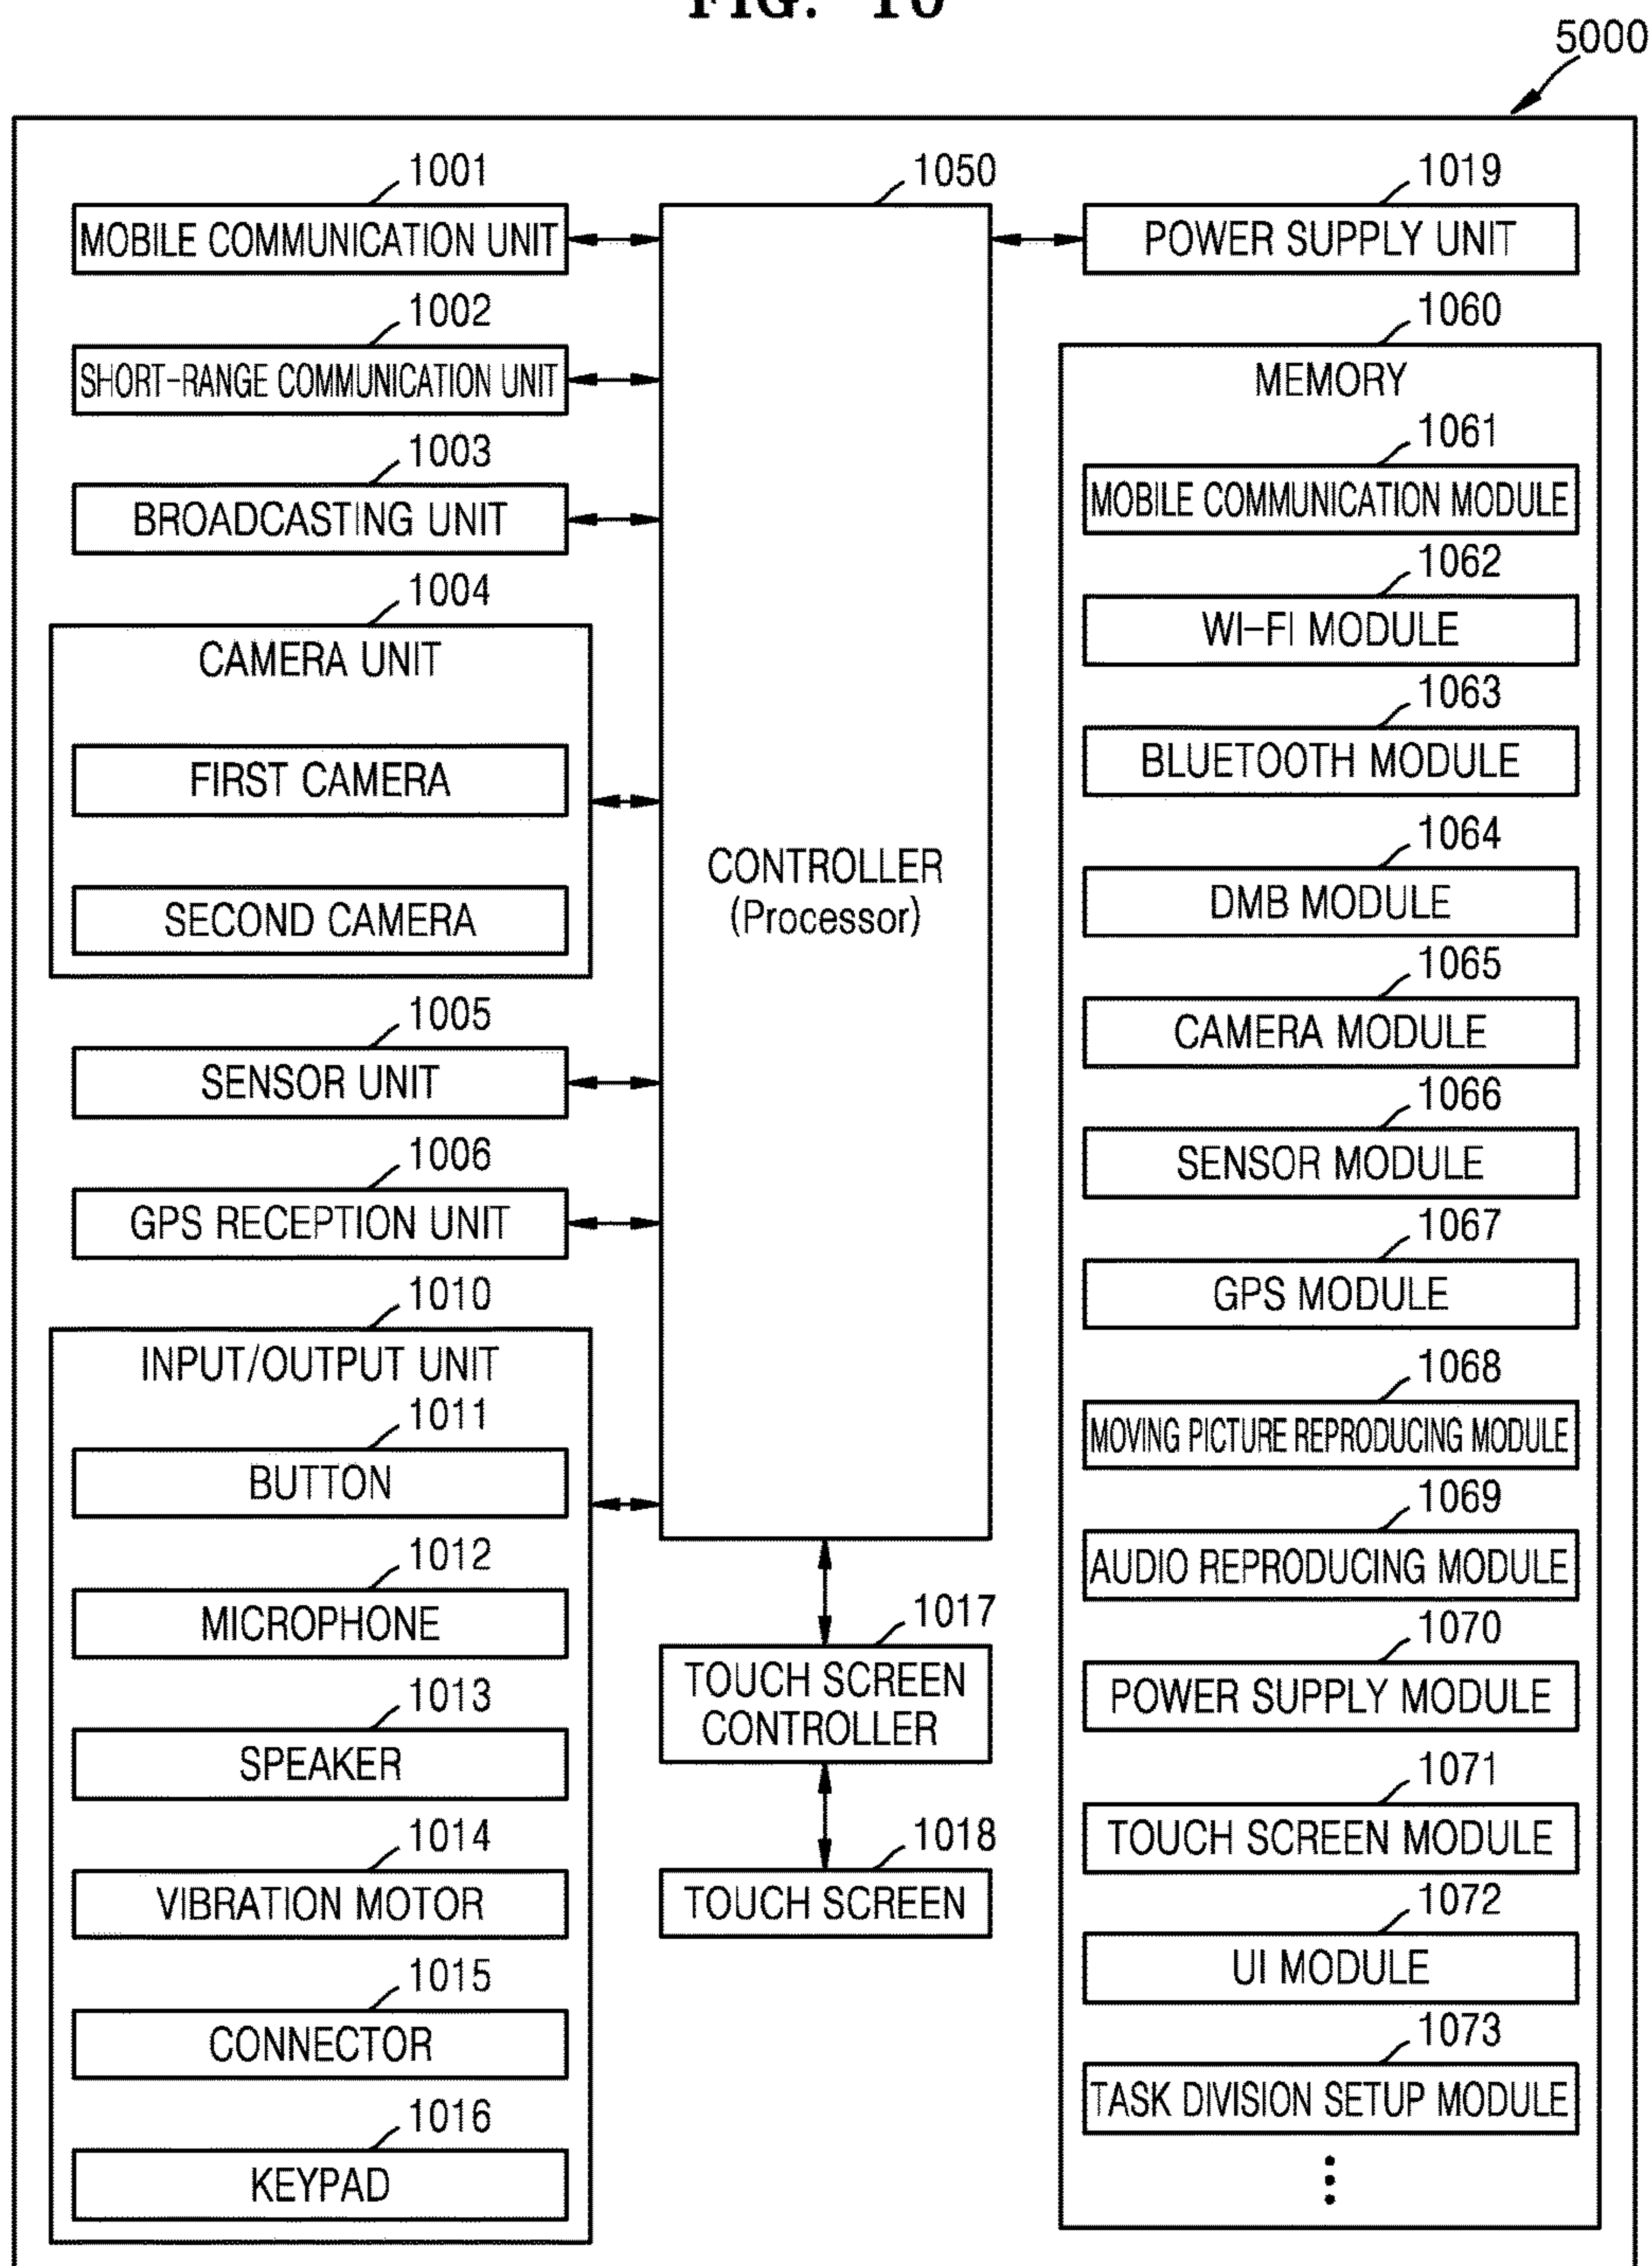 FIG. 10
5000
1001
MOBILE COMMUNICATION UNIT
1002
SHORT-RANGE COMMUNICATION UNIT
1003
BROADCASTING UNIT
1004
CAMERA UNIT
FIRST CAMERA
SECOND CAMERA
1005
SENSOR UNIT
1006
GPS RECEPTION UNIT
1010
INPUT/OUTPUT UNIT
1011
BUTTON
1012
MICROPHONE
1013
SPEAKER
1014
VIBRATION MOTOR
1015
CONNECTOR
1016
KEYPAD
1050
CONTROLLER
(Processor)
1017
TOUCH SCREEN
CONTROLLER
1018
TOUCH SCREEN
1019
POWER SUPPLY UNIT
1060
MEMORY
1061
MOBILE COMMUNICATION MODULE
1062
WI-FI MODULE
1063
BLUETOOTH MODULE
1064
DMB MODULE
1065
CAMERA MODULE
1066
SENSOR MODULE
1067
GPS MODULE
1068
MOVING PICTURE REPRODUCING MODULE
1069
AUDIO REPRODUCING MODULE
1070
POWER SUPPLY MODULE
1071
TOUCH SCREEN MODULE
1072
UI MODULE
1073
TASK DIVISION SETUP MODULE